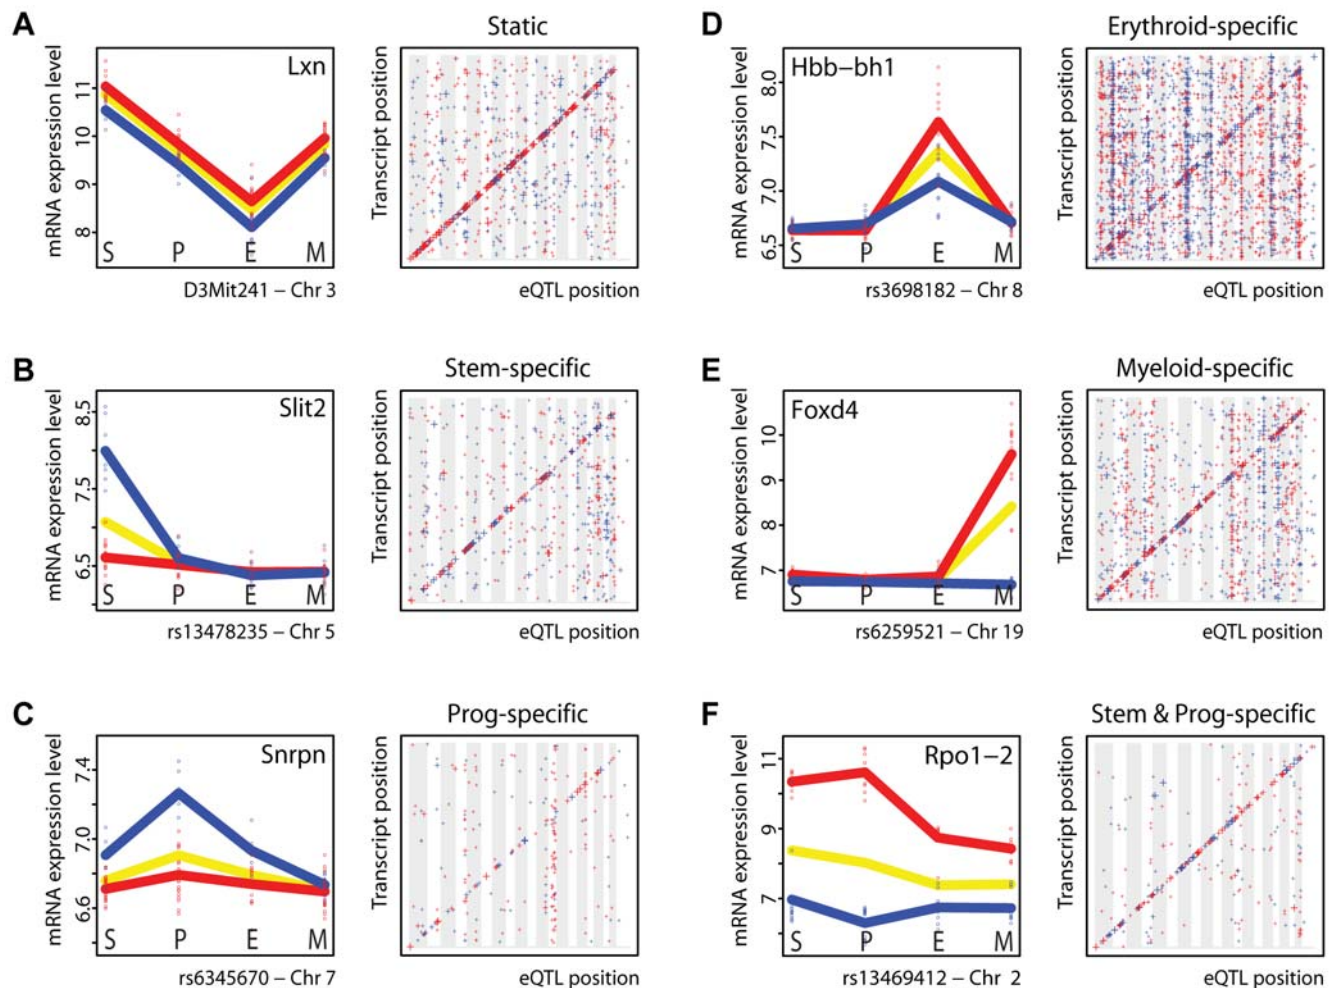 A
Static
mRNA expression level
11
10
9
8
Lxn
S P E M
D3Mit241 – Chr 3
Transcript position
eQTL position
B
Stem-specific
mRNA expression level
8.5
7.5
6.5
Slit2
S P E M
rs13478235 – Chr 5
Transcript position
eQTL position
C
Prog-specific
mRNA expression level
7.4
7.0
6.6
Snrpn
S P E M
rs6345670 – Chr 7
Transcript position
eQTL position
D
Erythroid-specific
mRNA expression level
8.0
7.5
7.0
6.5
Hbb−bh1
S P E M
rs3698182 – Chr 8
Transcript position
eQTL position
E
Myeloid-specific
mRNA expression level
10
9
8
7
Foxd4
S P E M
rs6259521 – Chr 19
Transcript position
eQTL position
F
Stem & Prog-specific
mRNA expression level
11
9
7
Rpo1−2
S P E M
rs13469412 – Chr 2
Transcript position
eQTL position